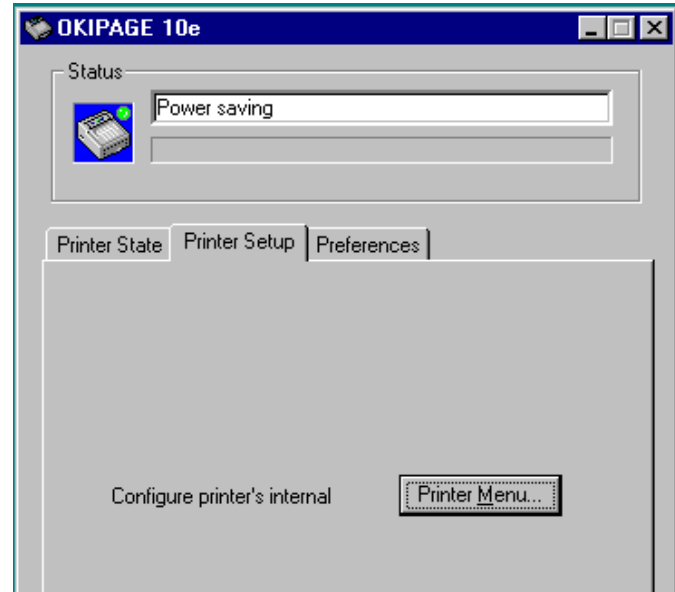 OKIPAGE 10e
Status
Power saving
Printer State Printer Setup Preferences
Configure printer's internal Printer Menu...